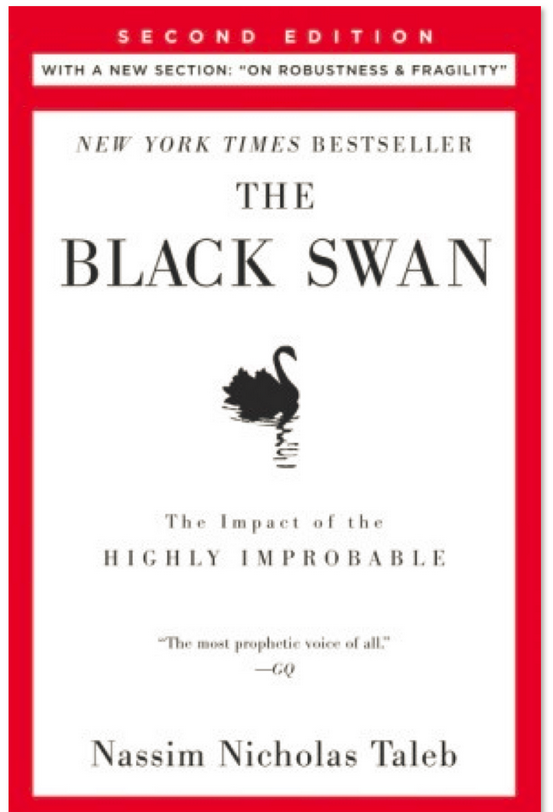 SECOND EDITION
WITH A NEW SECTION: “ON ROBUSTNESS & FRAGILITY”
NEW YORK TIMES BESTSELLER
THE
BLACK SWAN
The Impact of the
HIGHLY IMPROBABLE
“The most prophetic voice of all.”
—GQ
Nassim Nicholas Taleb